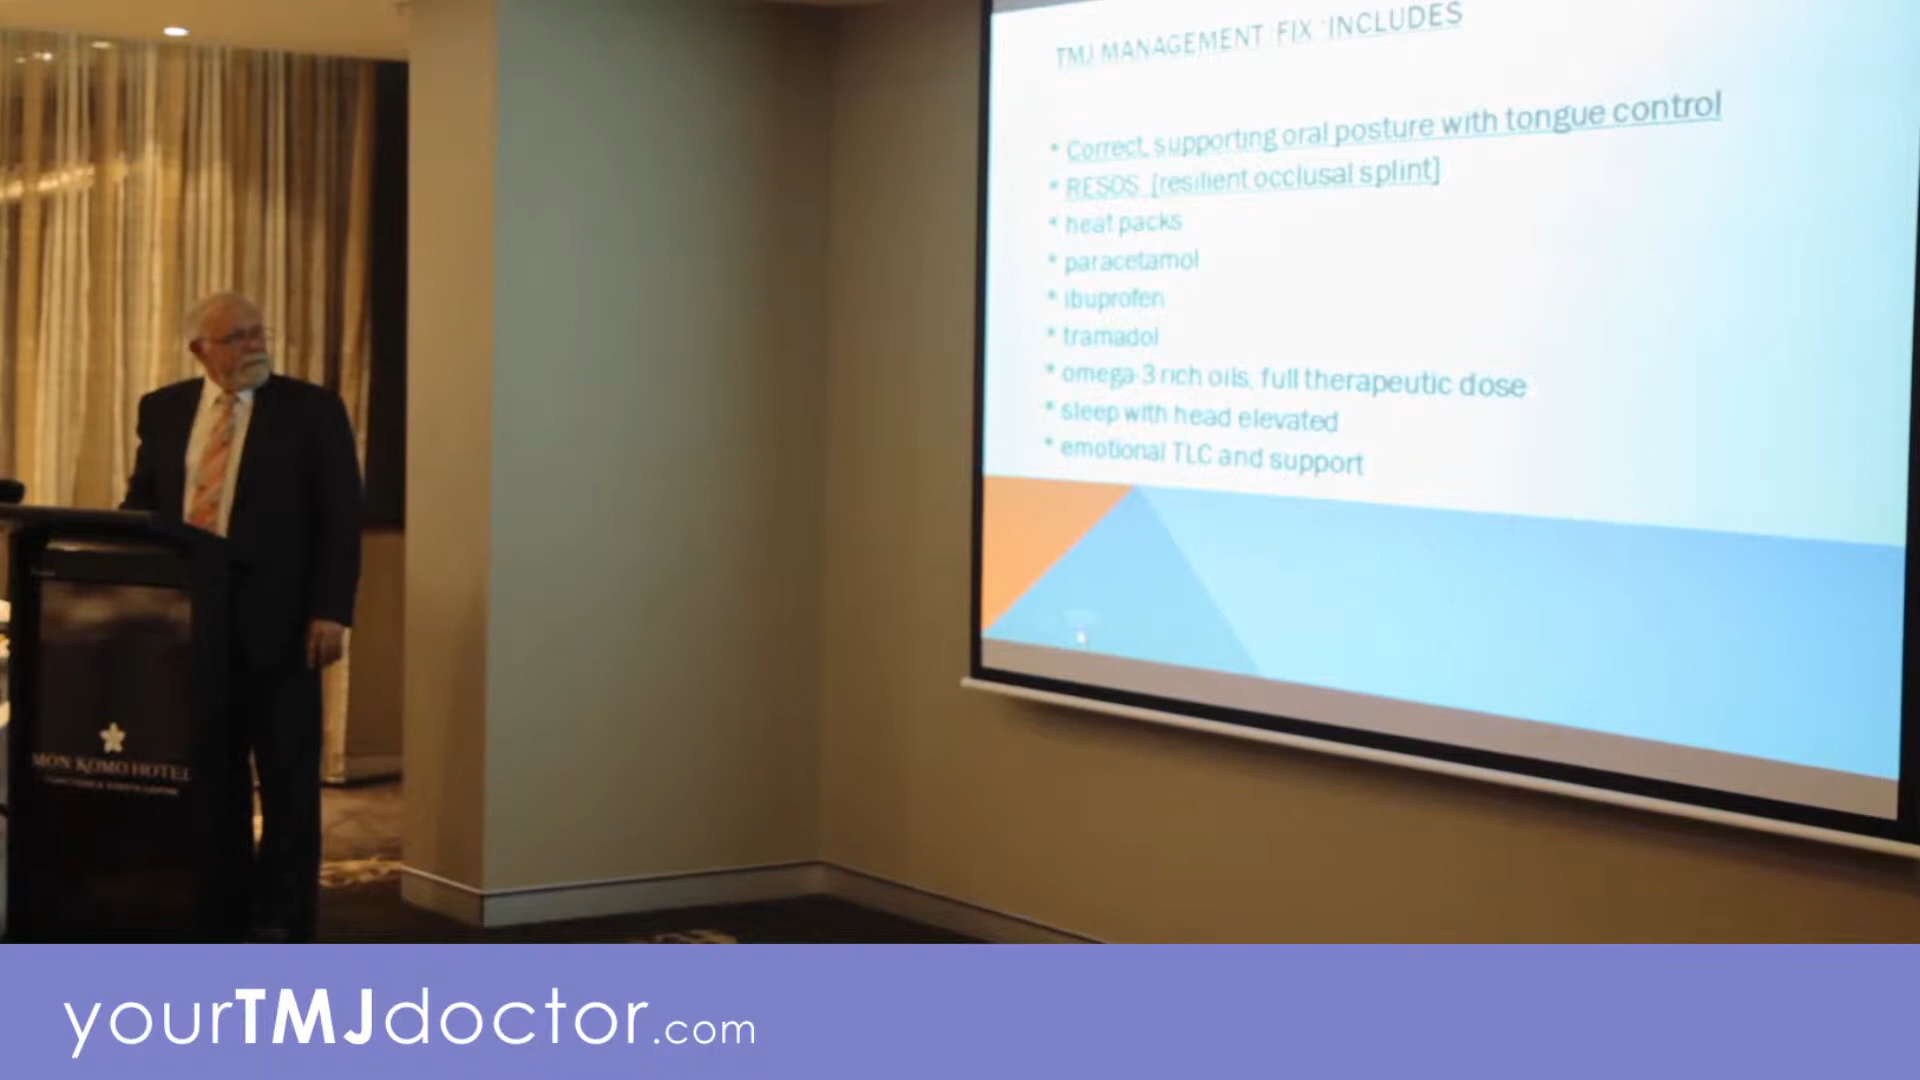 TMJ MANAGEMENT 'FIX 'INCLUDES
* Correct, supporting oral posture with tongue control
* RESOS [resilient occlusal splint]
* heat packs
* paracetamol
* ibuprofen
* tramadol
* omega-3 rich oils, full therapeutic dose
* sleep with head elevated
* emotional TLC and support
MON KOMO HOTEL
yourTMJdoctor.com